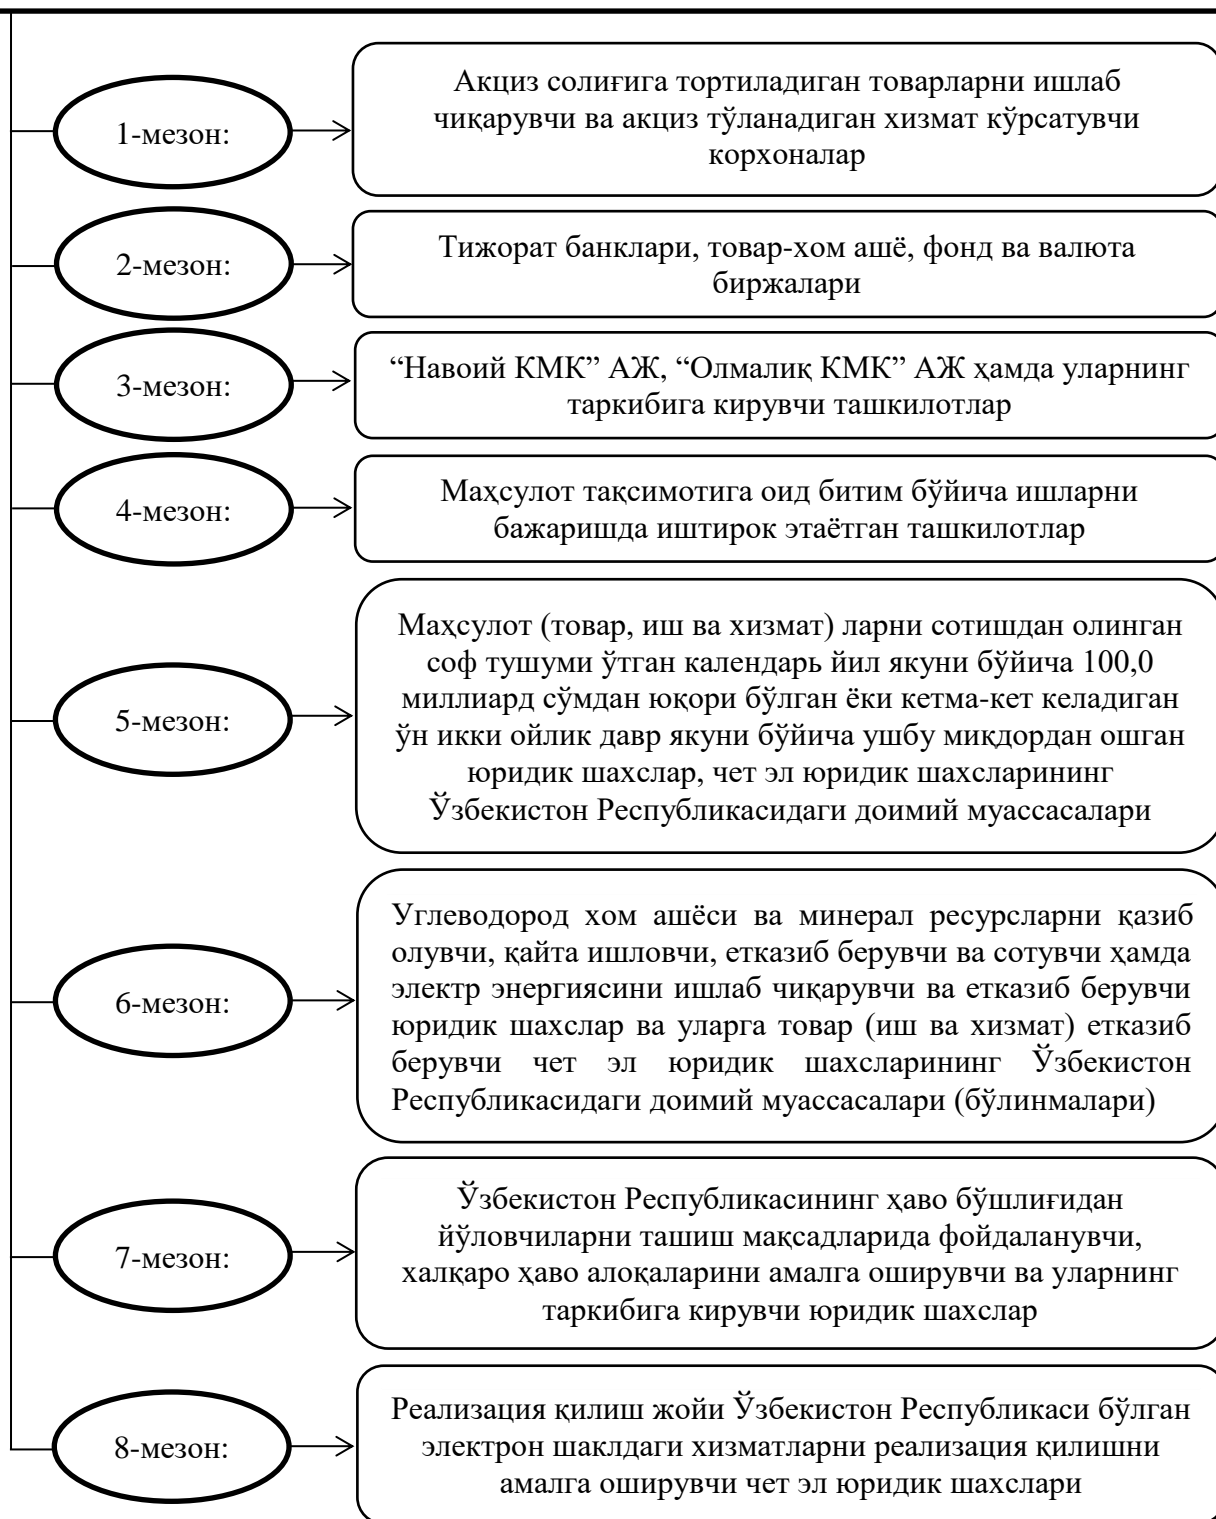 1-мезон:
Акциз солиғига тортиладиган товарларни ишлаб
чиқарувчи ва акциз тўланадиган хизмат кўрсатувчи
корхоналар
2-мезон:
Тижорат банклари, товар-хом ашё, фонд ва валюта
биржалари
3-мезон:
“Навоий КМК” АЖ, “Олмалиқ КМК” АЖ ҳамда уларнинг
таркибига кирувчи ташкилотлар
4-мезон:
Маҳсулот тақсимотига оид битим бўйича ишларни
бажаришда иштирок этаётган ташкилотлар
5-мезон:
Маҳсулот (товар, иш ва хизмат) ларни сотишдан олинган
соф тушуми ўтган календарь йил якуни бўйича 100,0
миллиард сўмдан юқори бўлган ёки кетма-кет келадиган
ўн икки ойлик давр якуни бўйича ушбу миқдордан ошган
юридик шахслар, чет эл юридик шахсларининг
Ўзбекистон Республикасидаги доимий муассасалари
6-мезон:
Углеводород хом ашёси ва минерал ресурсларни қазиб
олувчи, қайта ишловчи, етказиб берувчи ва сотувчи ҳамда
электр энергиясини ишлаб чиқарувчи ва етказиб берувчи
юридик шахслар ва уларга товар (иш ва хизмат) етказиб
берувчи чет эл юридик шахсларининг Ўзбекистон
Республикасидаги доимий муассасалари (бўлинмалари)
7-мезон:
Ўзбекистон Республикасининг ҳаво бўшлиғидан
йўловчиларни ташиш мақсадларида фойдаланувчи,
халқаро ҳаво алоқаларини амалга оширувчи ва уларнинг
таркибига кирувчи юридик шахслар
8-мезон:
Реализация қилиш жойи Ўзбекистон Республикаси бўлган
электрон шаклдаги хизматларни реализация қилишни
амалга оширувчи чет эл юридик шахслари